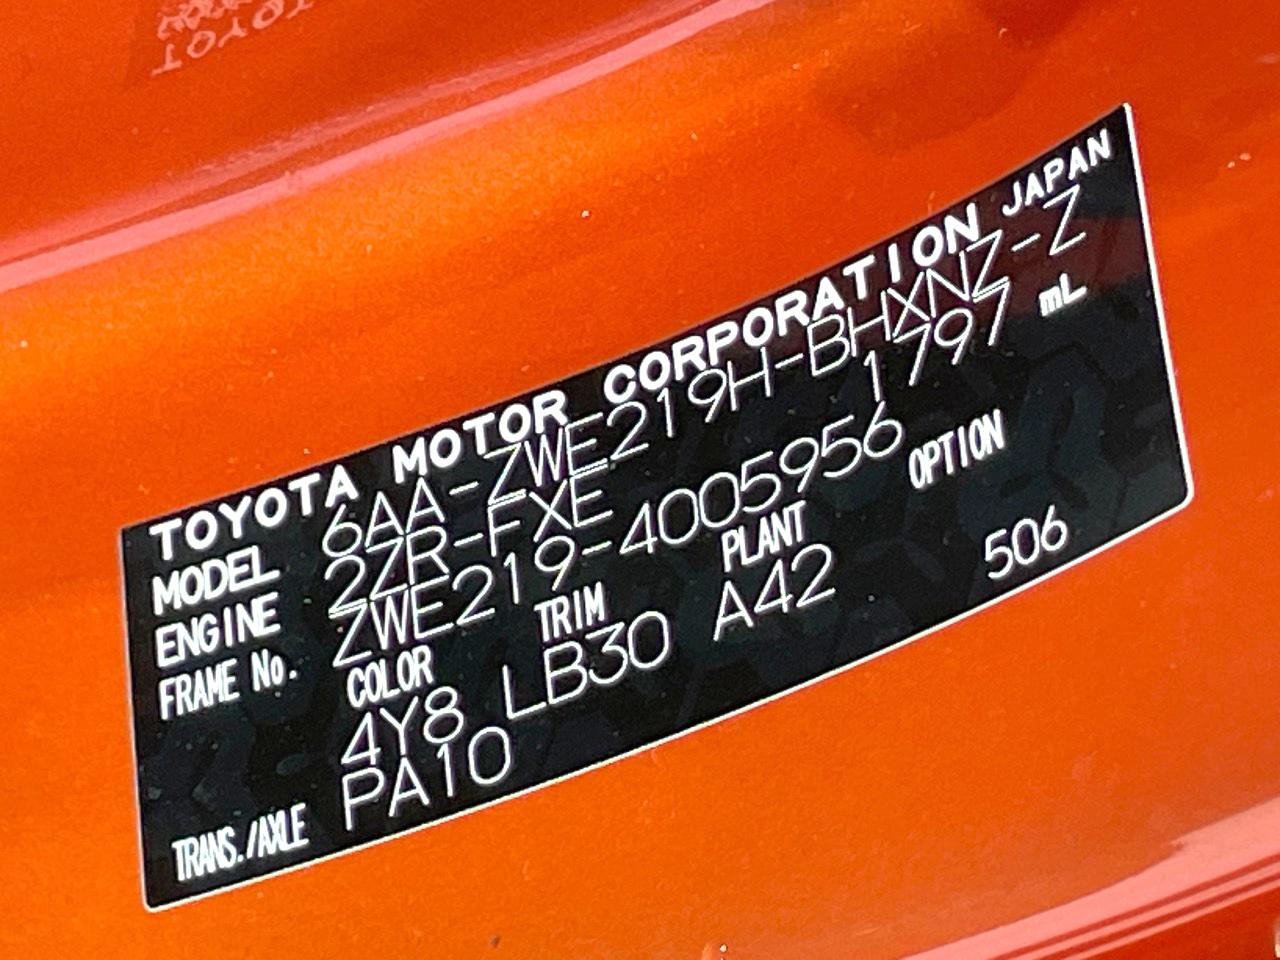 TOYOTA MOTOR CORPORATION JAPAN
MODEL 6AA-ZWE219H-BHXNZ-Z
ENGINE 2ZR-FXE 1797 mL
FRAME No. ZWE219-4005956
COLOR TRIM PLANT OPTION
4Y8 LB30 A42 506
TRANS./AXLE PA10